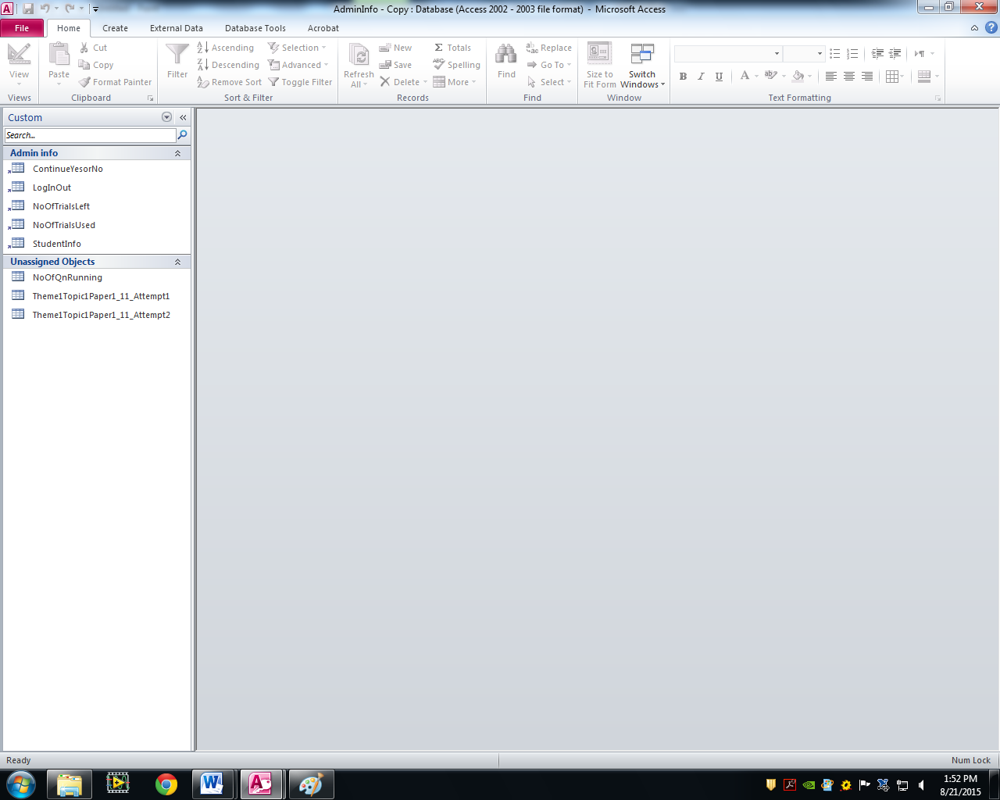 AdminInfo - Copy : Database (Access 2002 - 2003 file format) - Microsoft Access
File Home Create External Data Database Tools Acrobat
View
Views
Paste
Cut
Copy
Format Painter
Clipboard
Filter
Ascending
Descending
Remove Sort
Selection
Advanced
Toggle Filter
Sort & Filter
Refresh
All
New
Save
Delete
Totals
Spelling
More
Records
Find
Replace
Go To
Select
Find
Size to
Fit Form
Switch
Windows
Window
B I U A
Text Formatting
Custom
Search...
Admin info
ContinueYesorNo
LogInOut
NoOfTrialsLeft
NoOfTrialsUsed
StudentInfo
Unassigned Objects
NoOfQnRunning
Theme1Topic1Paper1_11_Attempt1
Theme1Topic1Paper1_11_Attempt2
Ready
Num Lock
1:52 PM
8/21/2015